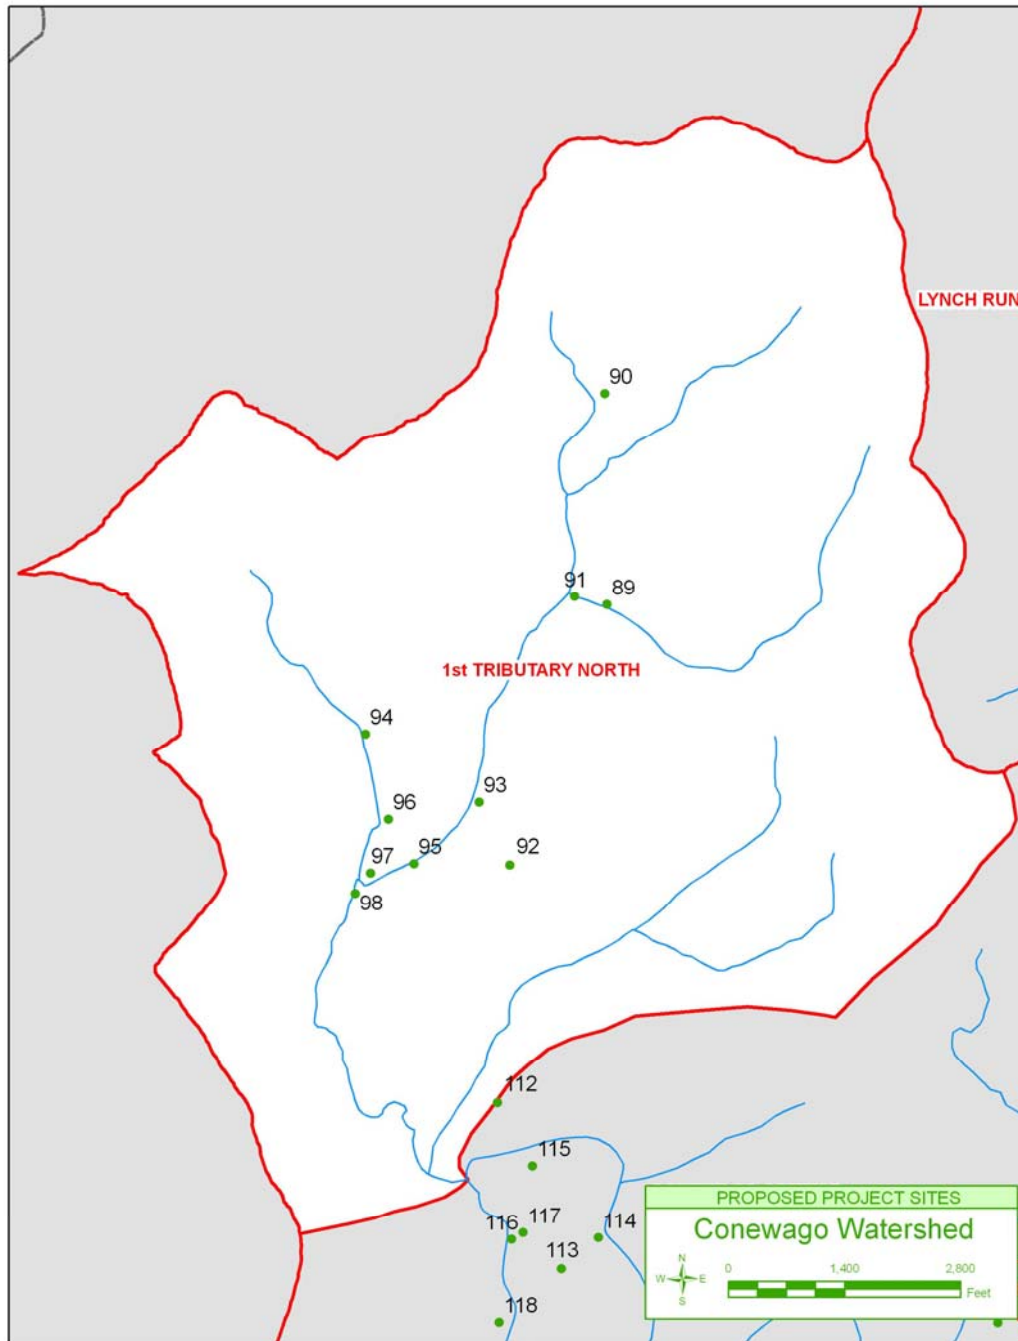 LYNCH RUN
90
91
89
1st TRIBUTARY NORTH
94
93
96
95
92
97
98
112
115
117
116
114
113
118
PROPOSED PROJECT SITES
Conewago Watershed
N
W E
S
0 1,400 2,800
Feet